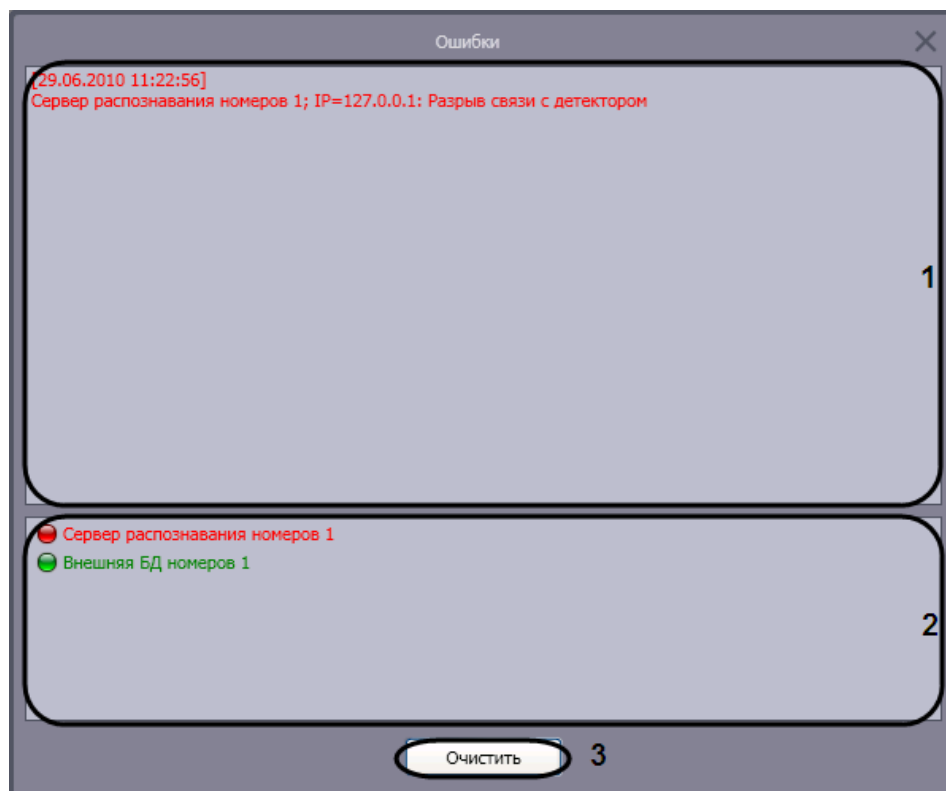 Ошибки
[29.06.2010 11:22:56]
Сервер распознавания номеров 1; IP=127.0.0.1: Разрыв связи с детектором
1
Сервер распознавания номеров 1
Внешняя БД номеров 1
2
Очистить 3